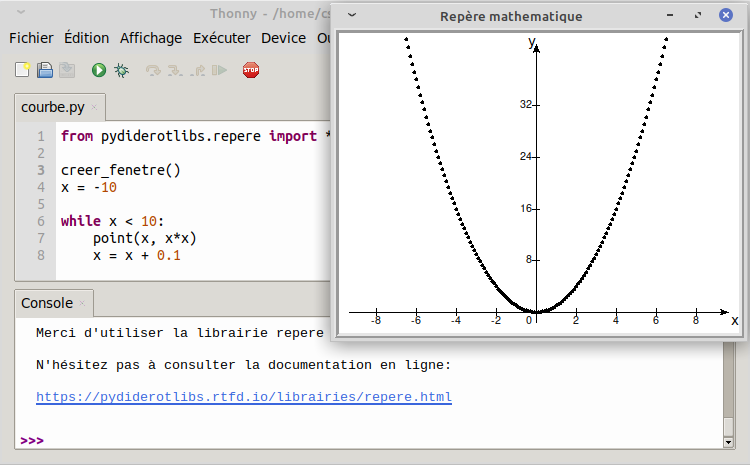 Thonny - /home/cs
Fichier Édition Affichage Exécuter Device
STOP
courbe.py ×
1 from pydiderotlibs.repere import *
2
3 creer_fenetre()
4 x = -10
5
6 while x < 10:
7 point(x, x*x)
8 x = x + 0.1
Console ×
Merci d'utiliser la librairie repere
N'hésitez pas à consulter la documentation en ligne:
https://pydiderotlibs.rtfd.io/librairies/repere.html
>>>
Repère mathematique
y
32
24
16
8
-8 -6 -4 -2 0 2 4 6 8
x